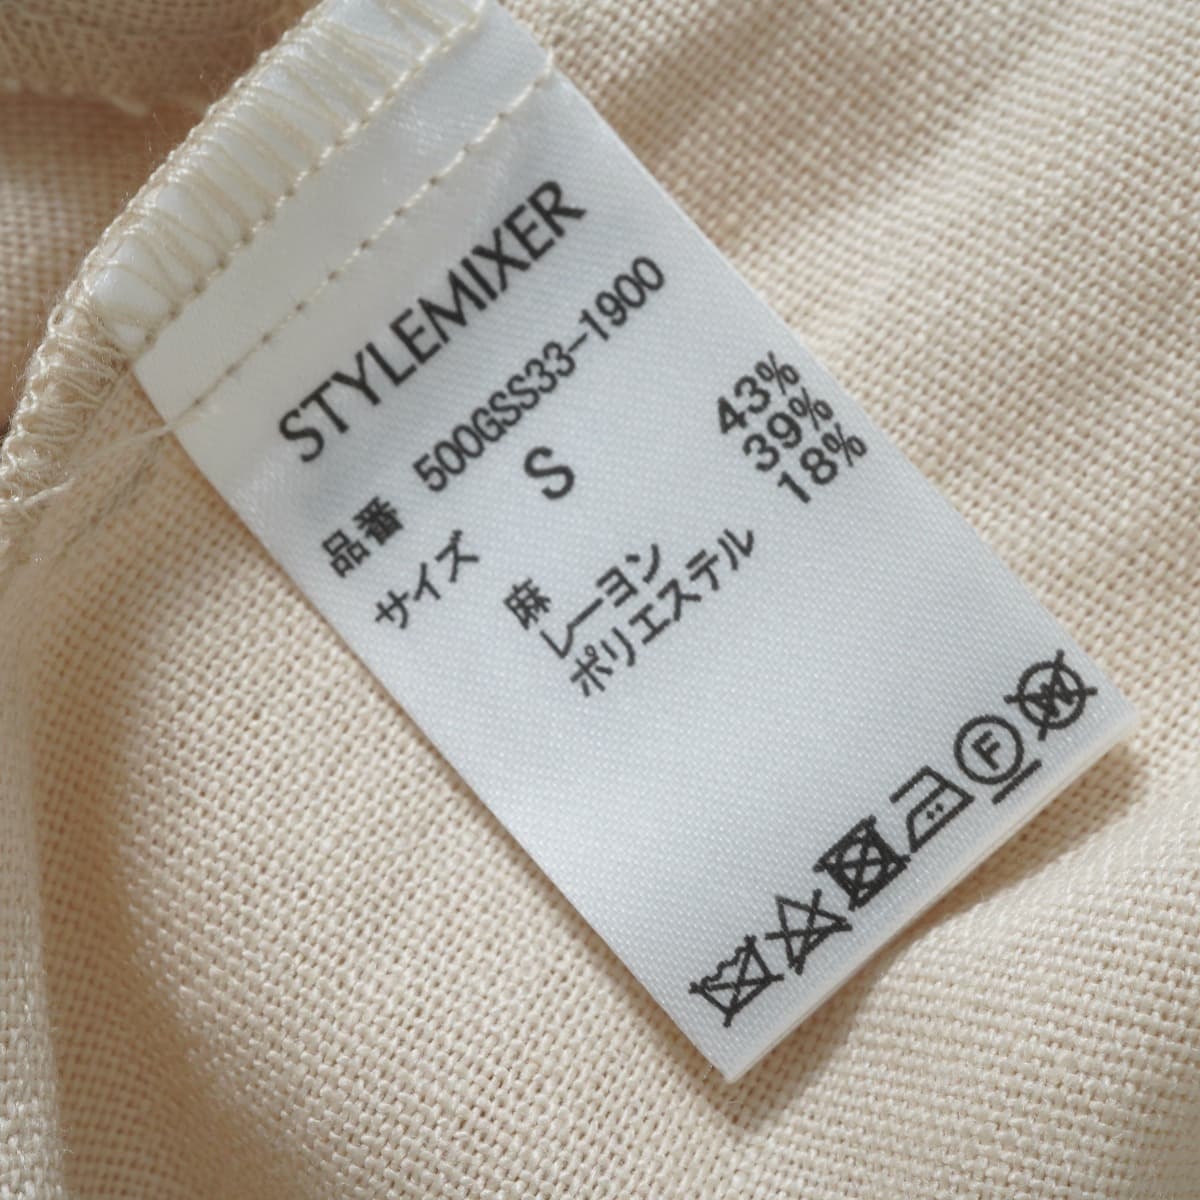 STYLEMIXER
品番 500GSS33-1900
サイズ S
麻 43%
レーヨン 39%
ポリエステル 18%
F
W